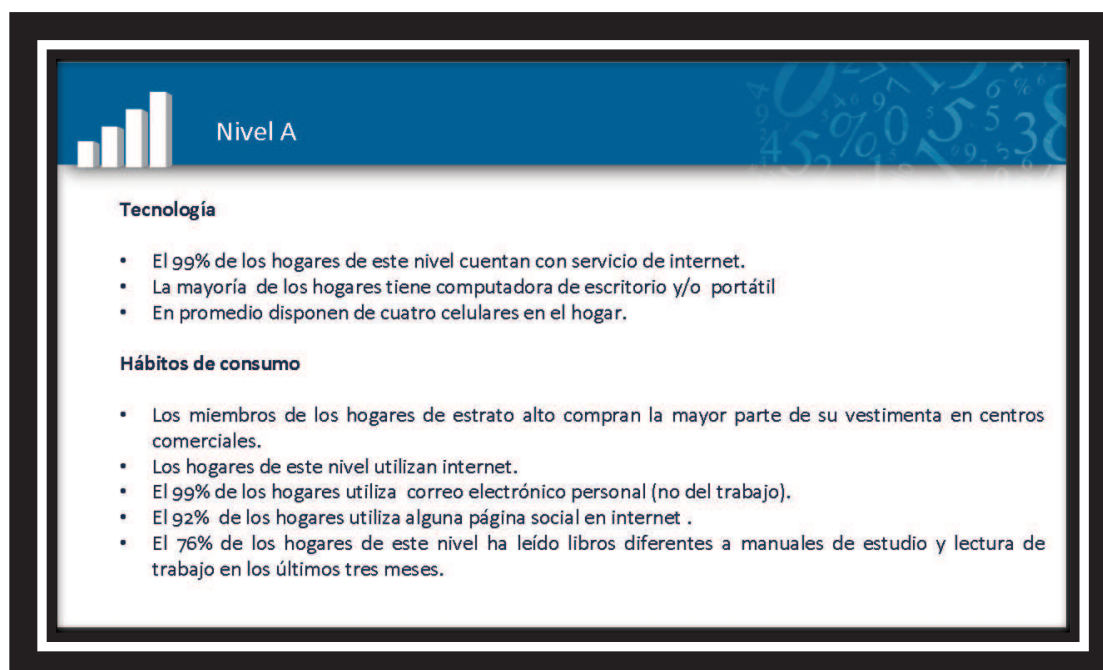 Nivel A
Tecnología
• El 99% de los hogares de este nivel cuentan con servicio de internet.
• La mayoría de los hogares tiene computadora de escritorio y/o portátil
• En promedio disponen de cuatro celulares en el hogar.
Hábitos de consumo
• Los miembros de los hogares de estrato alto compran la mayor parte de su vestimenta en centros
comerciales.
• Los hogares de este nivel utilizan internet.
• El 99% de los hogares utiliza correo electrónico personal (no del trabajo).
• El 92% de los hogares utiliza alguna página social en internet .
• El 76% de los hogares de este nivel ha leído libros diferentes a manuales de estudio y lectura de
trabajo en los últimos tres meses.